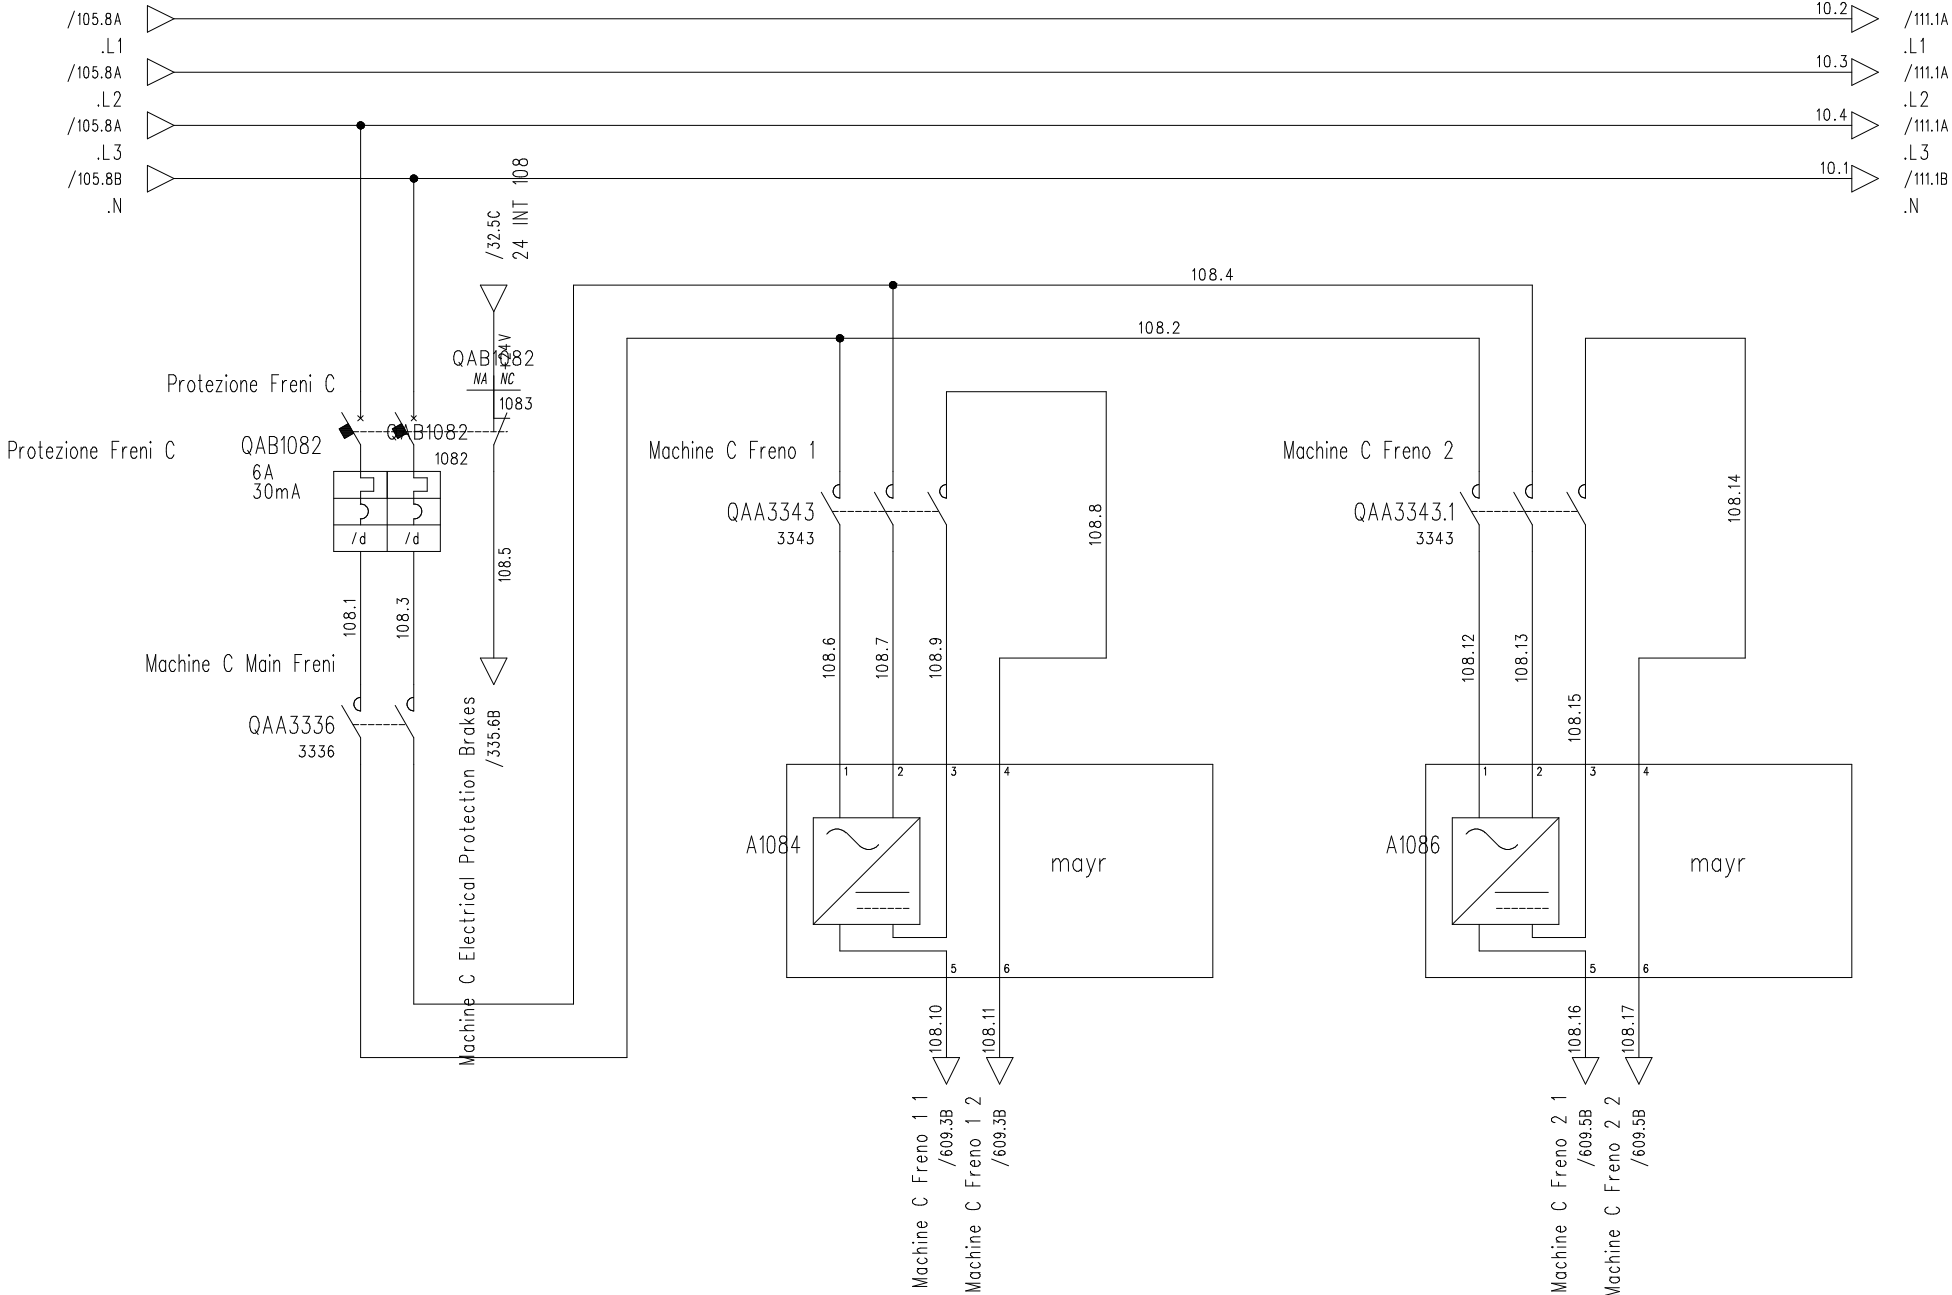 /105.8A
.L1
/105.8A
.L2
/105.8A
.L3
/105.8B
.N
10.2
/111.1A
.L1
10.3
/111.1A
.L2
10.4
/111.1A
.L3
10.1
/111.1B
.N
/32.5C
24 INT 108
+24V
QAB1082
NA NC
1083
Protezione Freni C
Protezione Freni C
QAB1082
6A
30mA
QAB1082
1082
/d /d
108.1
108.3
108.5
Machine C Main Freni
QAA3336
3336
Machine C Electrical Protection Brakes
/335.6B
108.4
108.2
Machine C Freno 1
QAA3343
3343
108.8
108.6
108.7
108.9
1 2 3 4
A1084
mayr
5 6
108.10
108.11
Machine C Freno 1 1
/609.3B
Machine C Freno 1 2
/609.3B
Machine C Freno 2
QAA3343.1
3343
108.14
108.12
108.13
108.15
1 2 3 4
A1086
mayr
5 6
108.16
108.17
Machine C Freno 2 1
/609.5B
Machine C Freno 2 2
/609.5B